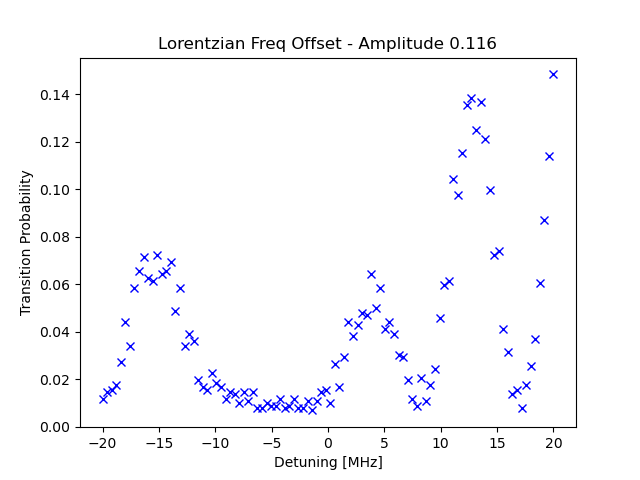 Lorentzian Freq Offset - Amplitude 0.116
Transition Probability
0.14
0.12
0.10
0.08
0.06
0.04
0.02
0.00
−20 −15 −10 −5 0 5 10 15 20
Detuning [MHz]